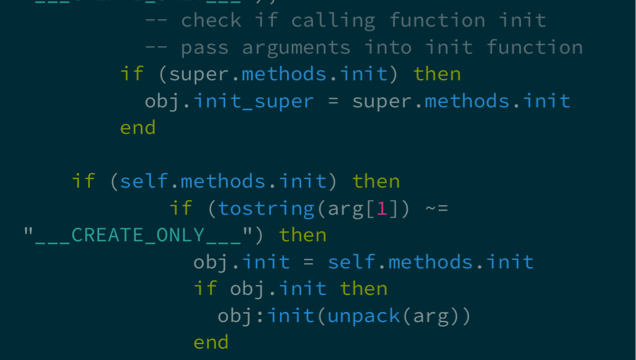 ___CREATE_ONLY___");
-- check if calling function init
-- pass arguments into init function
if (super.methods.init) then
obj.init_super = super.methods.init
end
if (self.methods.init) then
if (tostring(arg[1]) ~=
"___CREATE_ONLY___") then
obj.init = self.methods.init
if obj.init then
obj:init(unpack(arg))
end